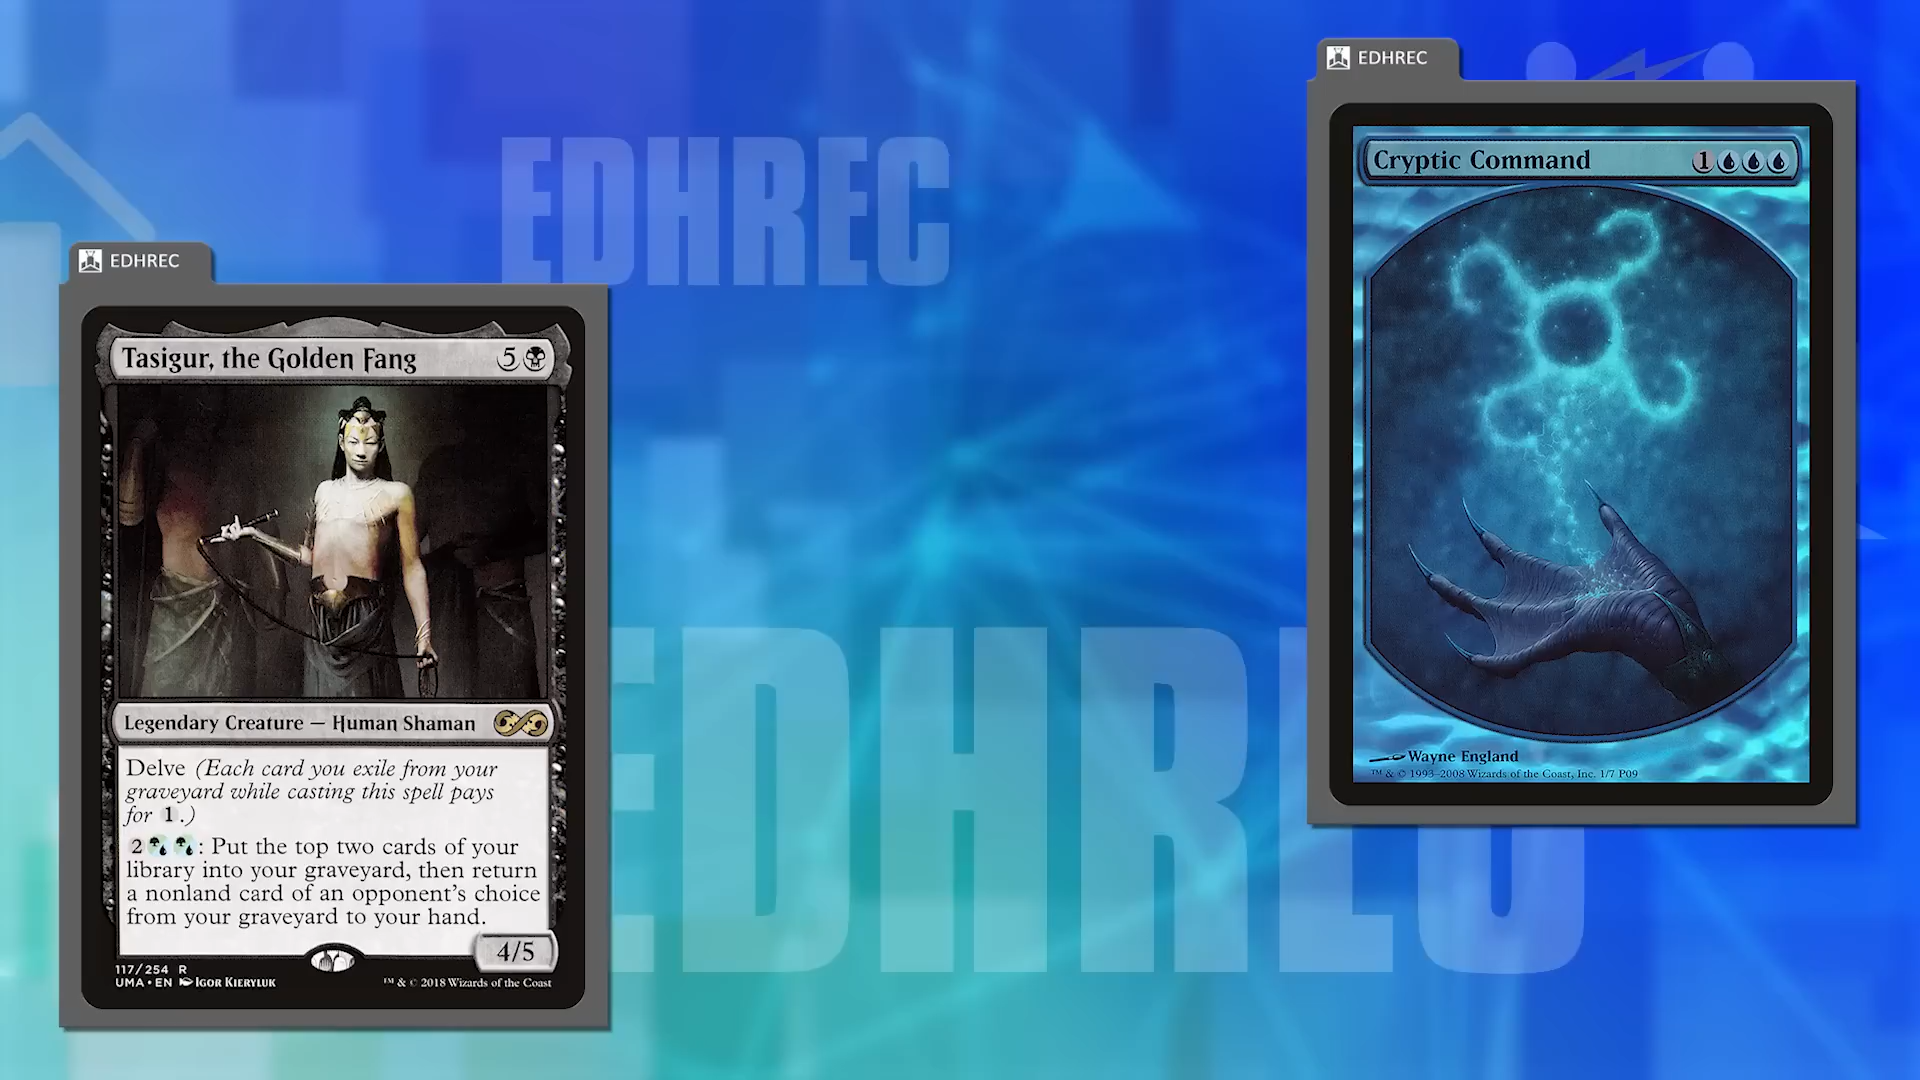 EDHREC
Tasigur, the Golden Fang 5
Legendary Creature — Human Shaman
Delve (Each card you exile from your
graveyard while casting this spell pays
for 1.)
2 : Put the top two cards of your
library into your graveyard, then return
a nonland card of an opponent's choice
from your graveyard to your hand.
4/5
117/254 R
UMA • EN Igor Kieryluk
™ & © 2018 Wizards of the Coast
EDHREC
EDHREC
EDHREC
Cryptic Command 1
Wayne England
™ & © 1993–2008 Wizards of the Coast, Inc. 1/7 P09